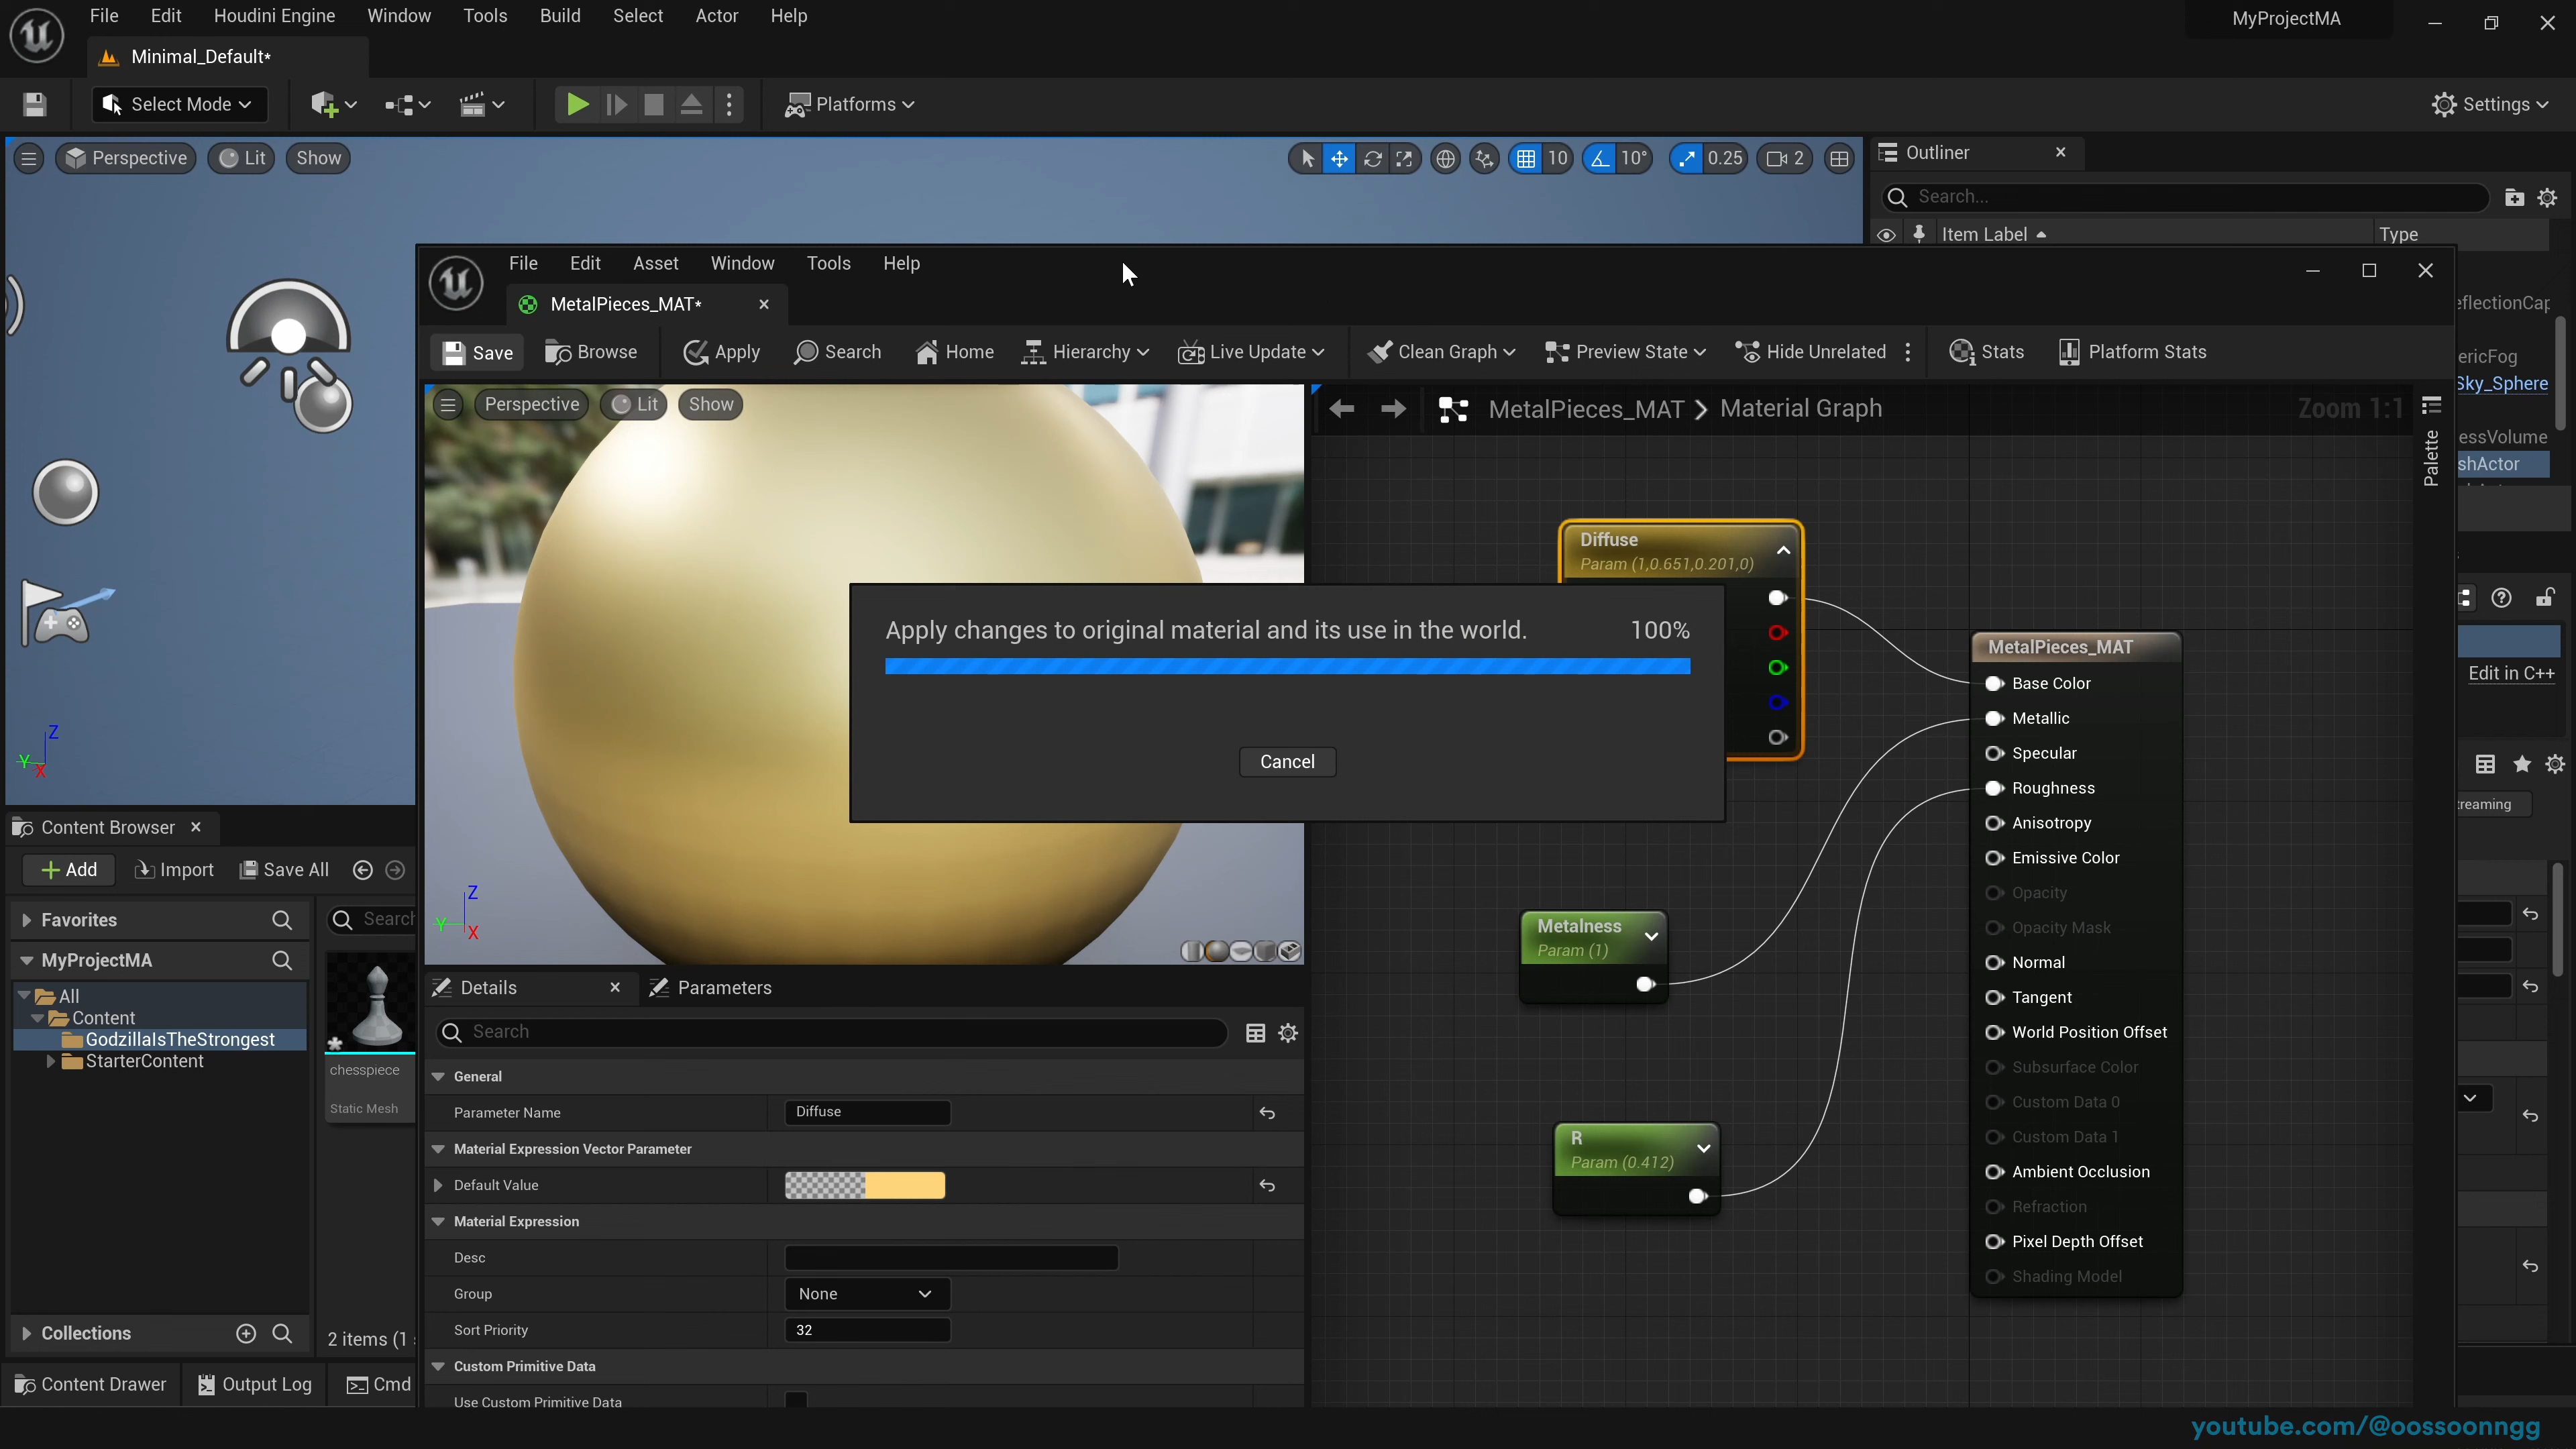 File Edit Houdini Engine Window Tools Build Select Actor Help
MyProjectMA
Minimal_Default*
Select Mode
Platforms
Settings
Perspective Lit Show
10 10° 0.25 2
Outliner
Search...
Item Label Type
File Edit Asset Window Tools Help
MetalPieces_MAT*
Save Browse Apply Search Home Hierarchy Live Update Clean Graph Preview State Hide Unrelated Stats Platform Stats
Perspective Lit Show
MetalPieces_MAT > Material Graph
Zoom 1:1
Palette
eflectionCap
ericFog
Sky_Sphere
essVolume
shActor
Diffuse
Param (1,0.651,0.201,0)
Apply changes to original material and its use in the world. 100%
Cancel
MetalPieces_MAT
Base Color
Metallic
Specular
Roughness
Anisotropy
Emissive Color
Opacity
Opacity Mask
Normal
Tangent
World Position Offset
Subsurface Color
Custom Data 0
Custom Data 1
Ambient Occlusion
Refraction
Pixel Depth Offset
Shading Model
Metalness
Param (1)
R
Param (0.412)
Edit in C++
treaming
Z
Y
X
Z
Y
X
Content Browser
Add Import Save All
Favorites
Search
MyProjectMA
All
Content
GodzillaIsTheStrongest
StarterContent
chesspiece
Static Mesh
Collections
2 items (1
Content Drawer Output Log Cmd
Details Parameters
Search
General
Parameter Name Diffuse
Material Expression Vector Parameter
Default Value
Material Expression
Desc
Group None
Sort Priority 32
Custom Primitive Data
Use Custom Primitive Data
youtube.com/@oossoonngg